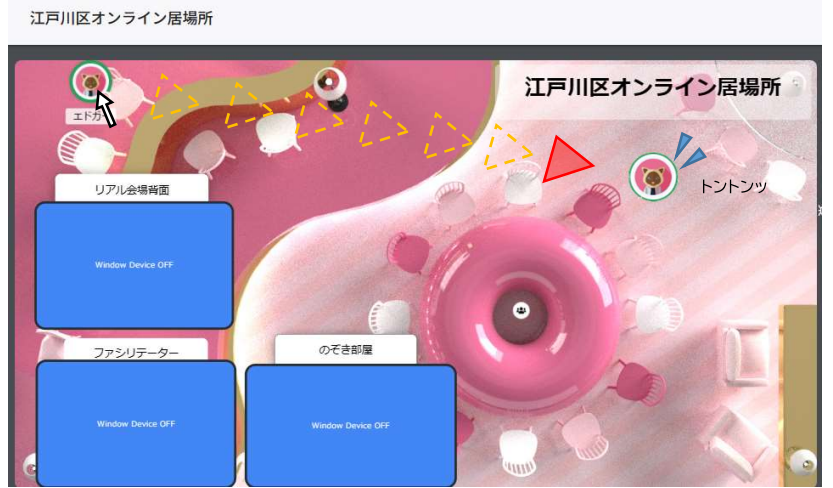 江戸川区オンライン居場所
江戸川区オンライン居場所
トントンッ
リアル会場背面
Window Device OFF
ファシリテーター
のぞき部屋
Window Device OFF
Window Device OFF